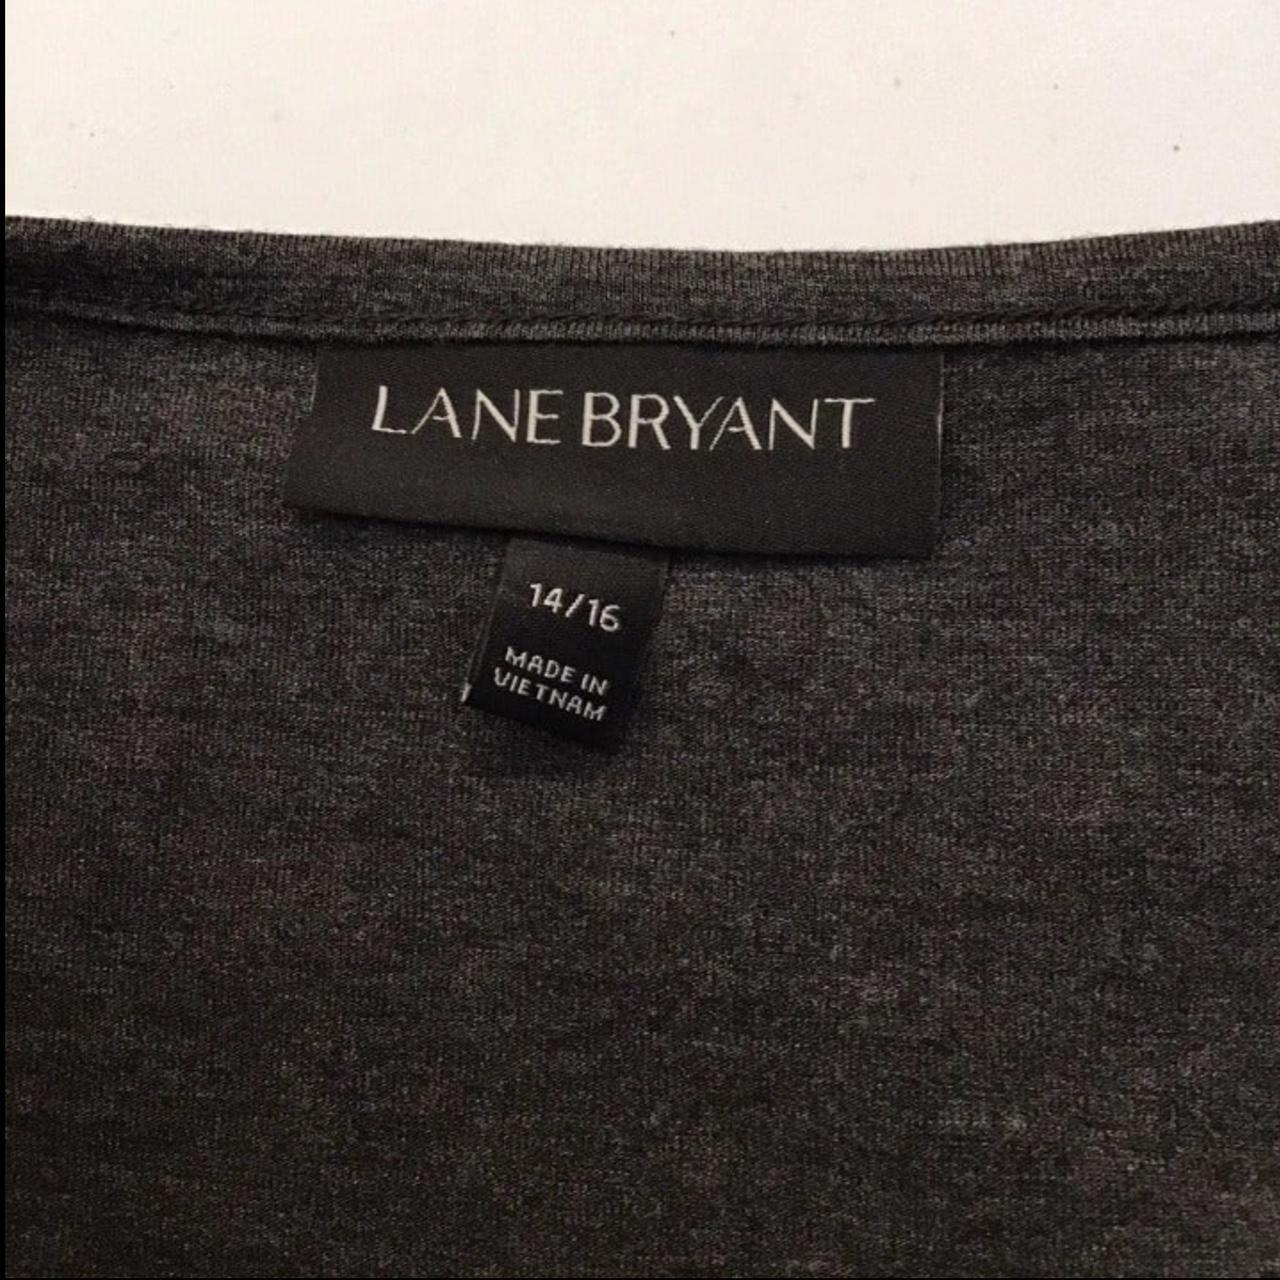 LANE BRYANT
14/16
MADE IN
VIETNAM